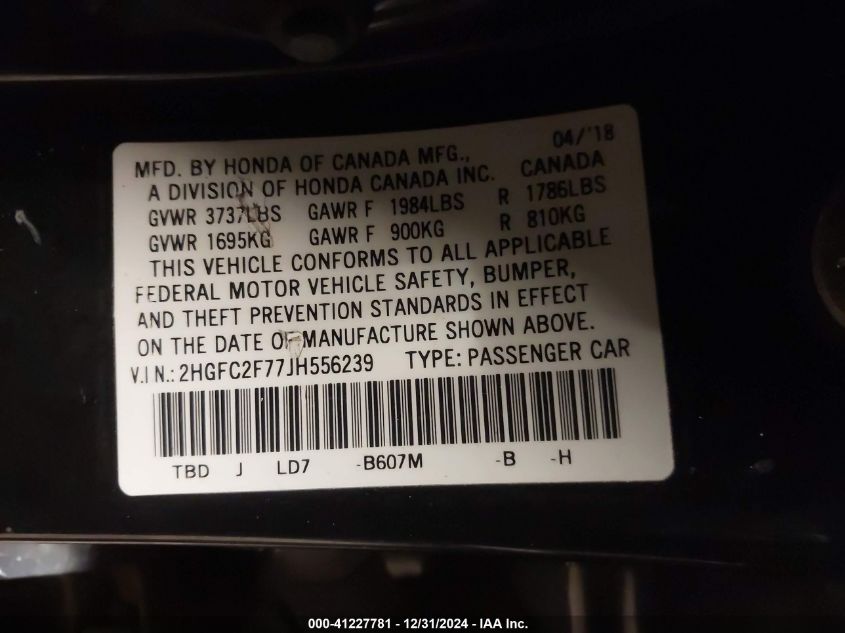 04/'18
MFD. BY HONDA OF CANADA MFG.,
A DIVISION OF HONDA CANADA INC. CANADA
GVWR 3737LBS GAWR F 1984LBS R 1786LBS
GVWR 1695KG GAWR F 900KG R 810KG
THIS VEHICLE CONFORMS TO ALL APPLICABLE
FEDERAL MOTOR VEHICLE SAFETY, BUMPER,
AND THEFT PREVENTION STANDARDS IN EFFECT
ON THE DATE OF MANUFACTURE SHOWN ABOVE.
V.I N.: 2HGFC2F77JH556239 TYPE: PASSENGER CAR
TBD J LD7 -B607M -B -H
000-41227781 - 12/31/2024 - IAA Inc.